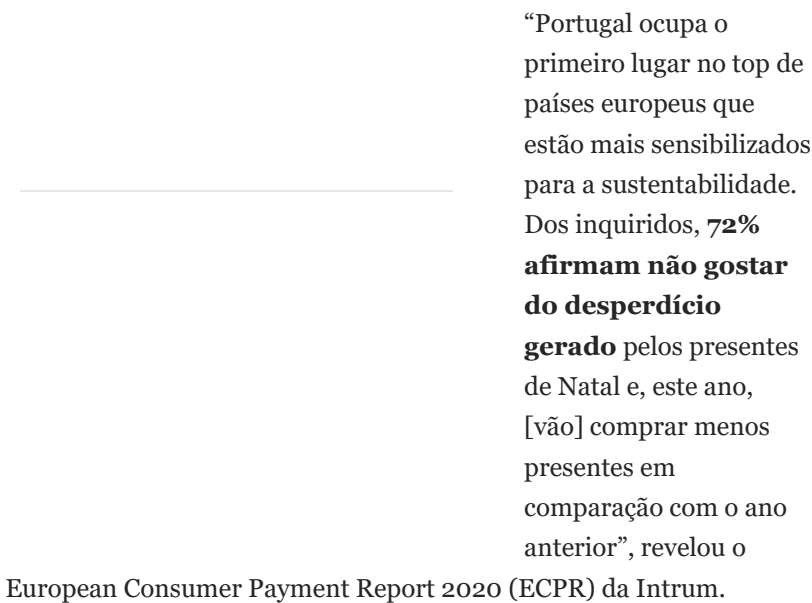 “Portugal ocupa o
primeiro lugar no top de
países europeus que
estão mais sensibilizados
para a sustentabilidade.
Dos inquiridos, 72%
afirmam não gostar
do desperdício
gerado pelos presentes
de Natal e, este ano,
[vão] comprar menos
presentes em
comparação com o ano
anterior”, revelou o
European Consumer Payment Report 2020 (ECPR) da Intrum.